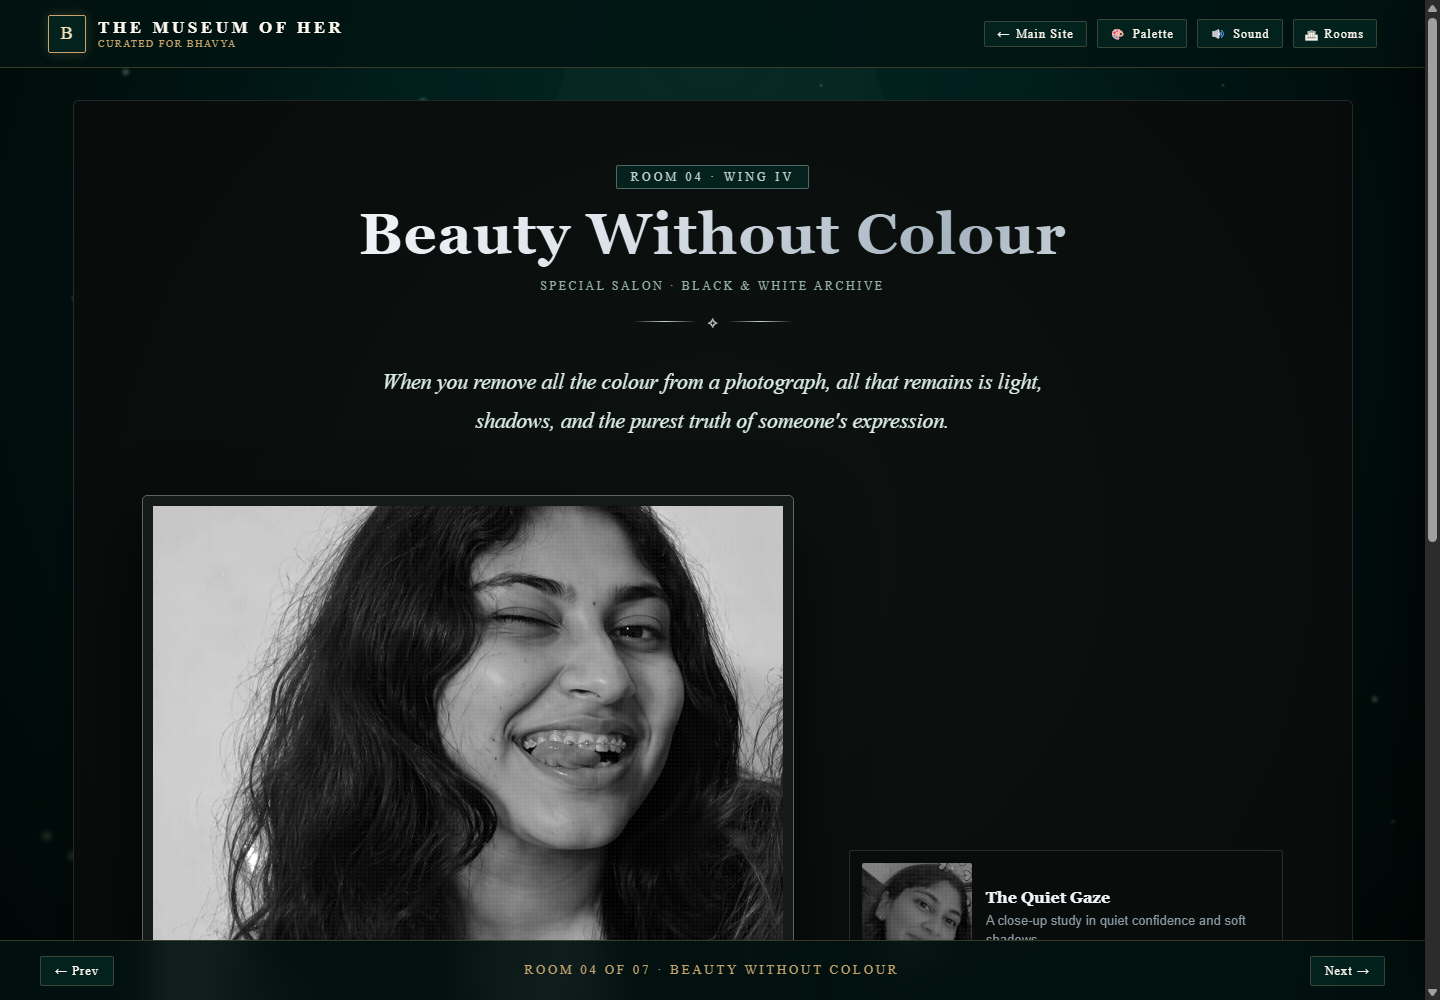 B
THE MUSEUM OF HER
CURATED FOR BHAVYA
← Main Site
Palette
Sound
Rooms
ROOM 04 · WING IV
Beauty Without Colour
SPECIAL SALON · BLACK & WHITE ARCHIVE
When you remove all the colour from a photograph, all that remains is light,
shadows, and the purest truth of someone's expression.
The Quiet Gaze
A close-up study in quiet confidence and soft
shadows
← Prev
ROOM 04 OF 07 · BEAUTY WITHOUT COLOUR
Next →